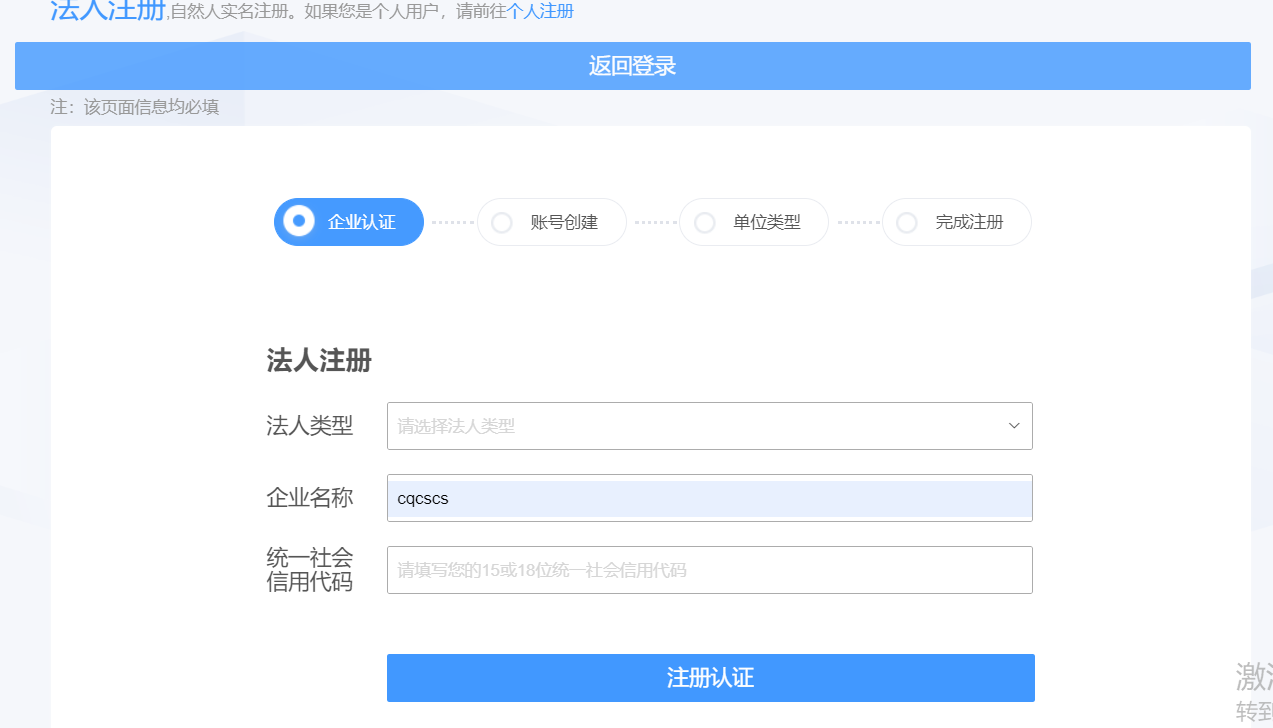 法人注册,自然人实名注册。如果您是个人用户，请前往个人注册
返回登录
注：该页面信息均必填
企业认证 账号创建 单位类型 完成注册
法人注册
法人类型 请选择法人类型
企业名称 cqcscs
统一社会
信用代码 请填写您的15或18位统一社会信用代码
注册认证
激
转到